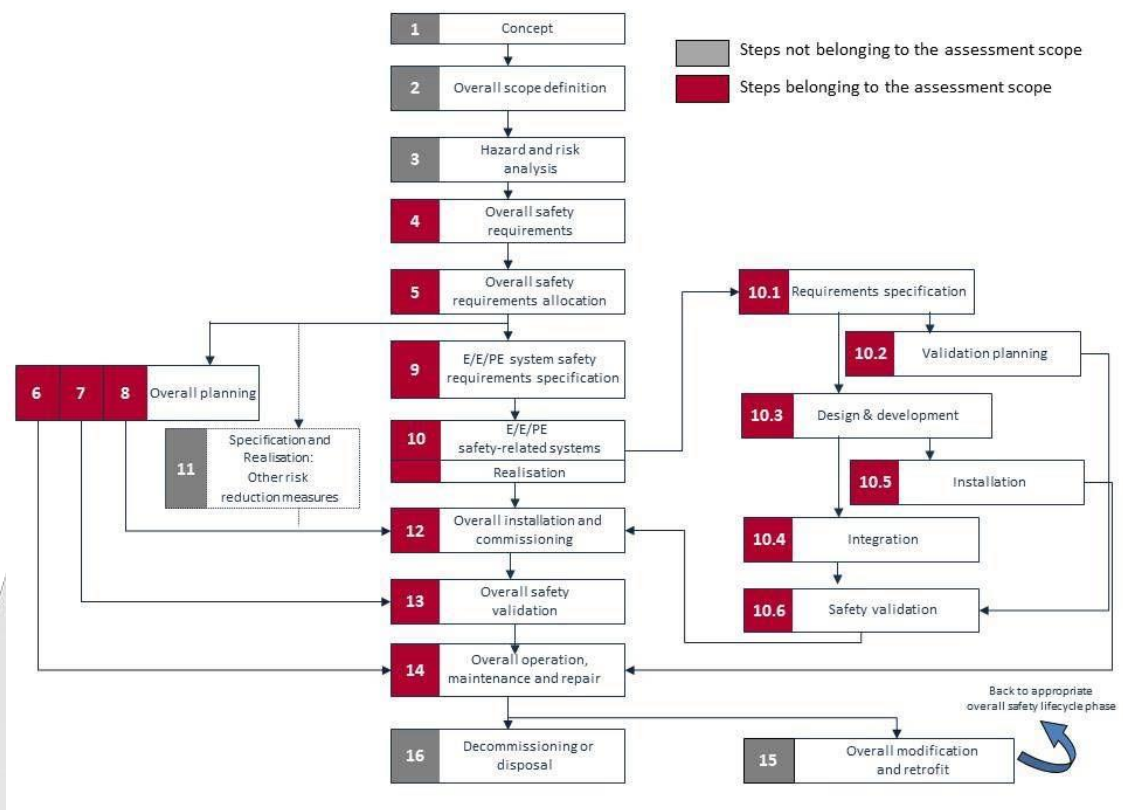 1
Concept
Steps not belonging to the assessment scope
Steps belonging to the assessment scope
2
Overall scope definition
3
Hazard and risk
analysis
4
Overall safety
requirements
5
Overall safety
requirements allocation
10.1
Requirements specification
10.2
Validation planning
9
E/E/PE system safety
requirements specification
6
7
8
Overall planning
10.3
Design & development
10
E/E/PE
safety-related systems
Realisation
11
Specification and
Realisation:
Other risk
reduction measures
10.5
Installation
12
Overall installation and
commissioning
10.4
Integration
13
Overall safety
validation
10.6
Safety validation
14
Overall operation,
maintenance and repair
Back to appropriate
overall safety lifecycle phase
16
Decommissioning or
disposal
15
Overall modification
and retrofit